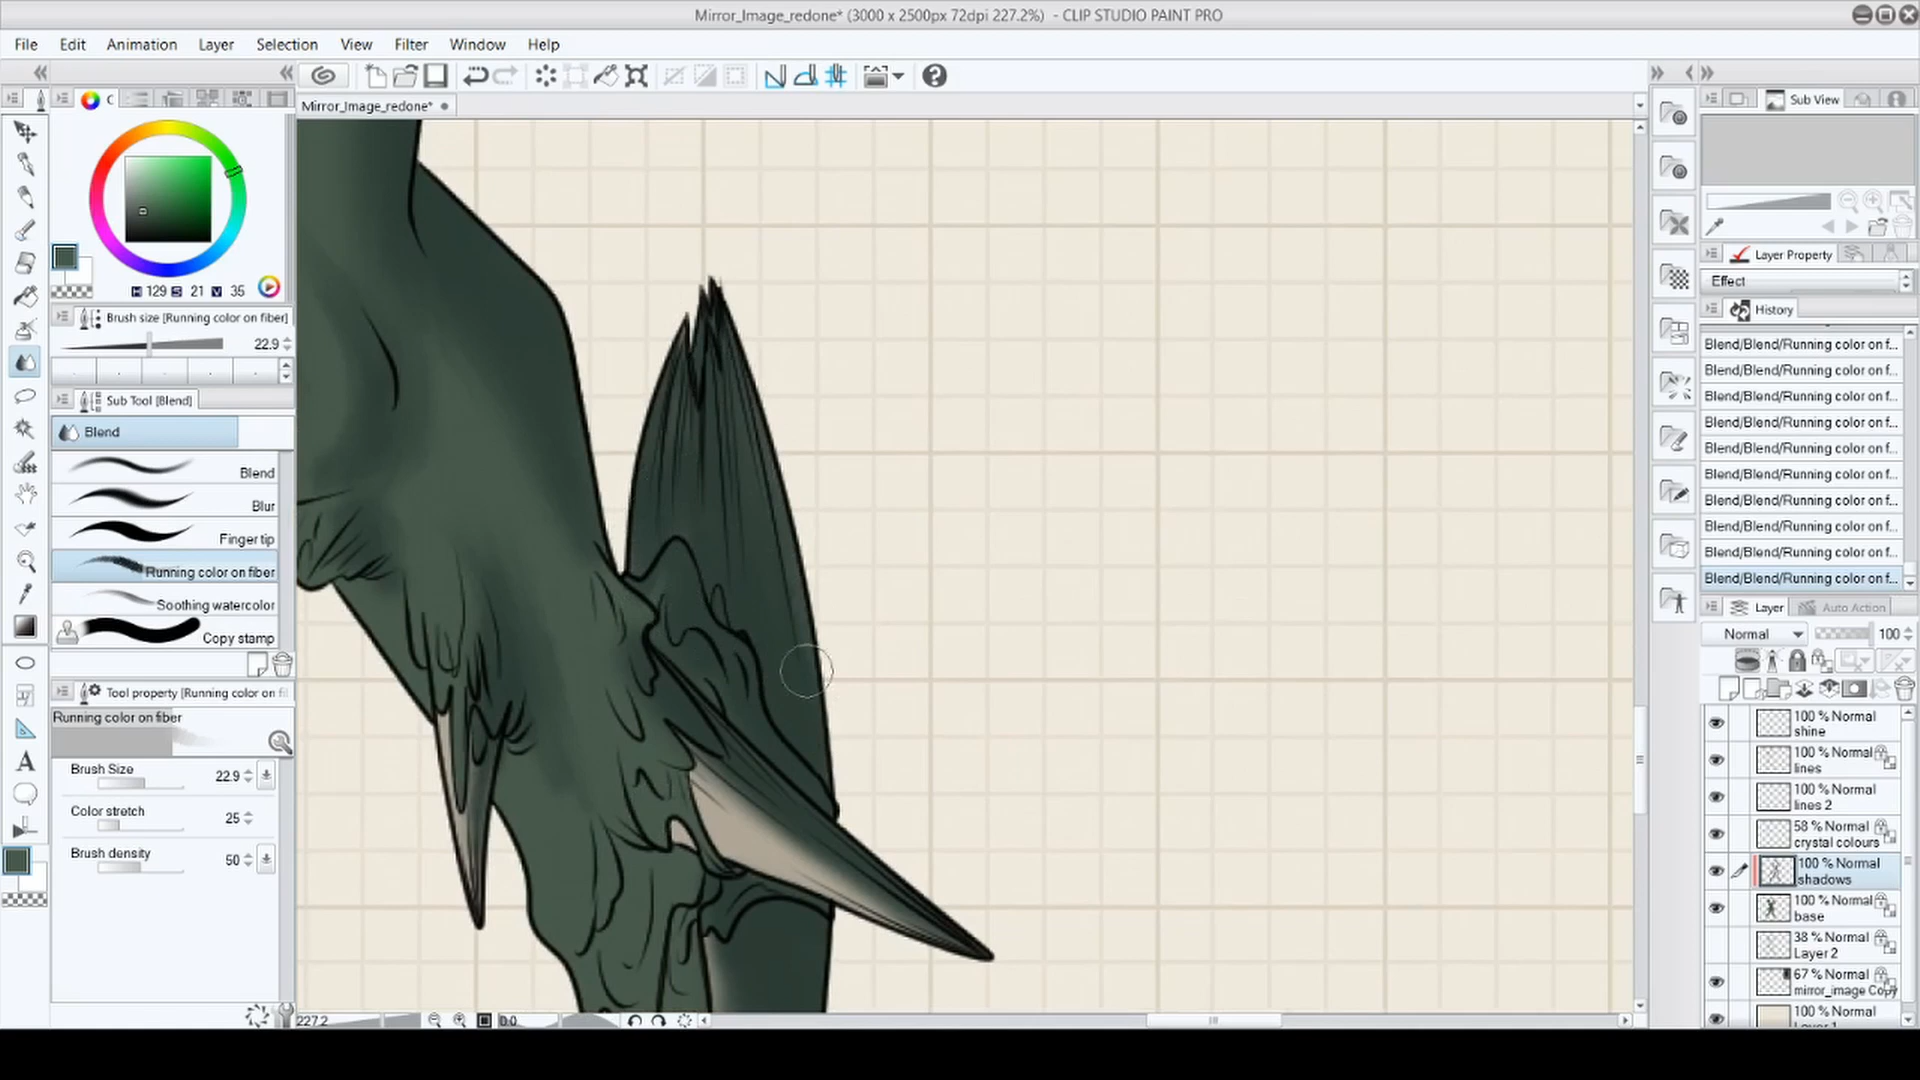 Mirror_Image_redone* (3000 x 2500px 72dpi 227.2%) - CLIP STUDIO PAINT PRO
File Edit Animation Layer Selection View Filter Window Help
Mirror_Image_redone*
C
H 129 S 21 V 35
Brush size [Running color on fiber]
22.9
Sub Tool [Blend]
Blend
Blend
Blur
Finger tip
Running color on fiber
Soothing watercolor
Copy stamp
Tool property [Running color on fi
Running color on fiber
Brush Size 22.9
Color stretch 25
Brush density 50
227.2
0.0
Sub View
Layer Property
Effect
History
Blend/Blend/Running color on f...
Blend/Blend/Running color on f...
Blend/Blend/Running color on f...
Blend/Blend/Running color on f...
Blend/Blend/Running color on f...
Blend/Blend/Running color on f...
Blend/Blend/Running color on f...
Blend/Blend/Running color on f...
Blend/Blend/Running color on f...
Blend/Blend/Running color on f...
Layer Auto Action
Normal 100
100 % Normal
shine
100 % Normal
lines
100 % Normal
lines 2
58 % Normal
crystal colours
100 % Normal
shadows
100 % Normal
base
38 % Normal
Layer 2
67 % Normal
mirror_image Copy
100 % Normal
Layer 1